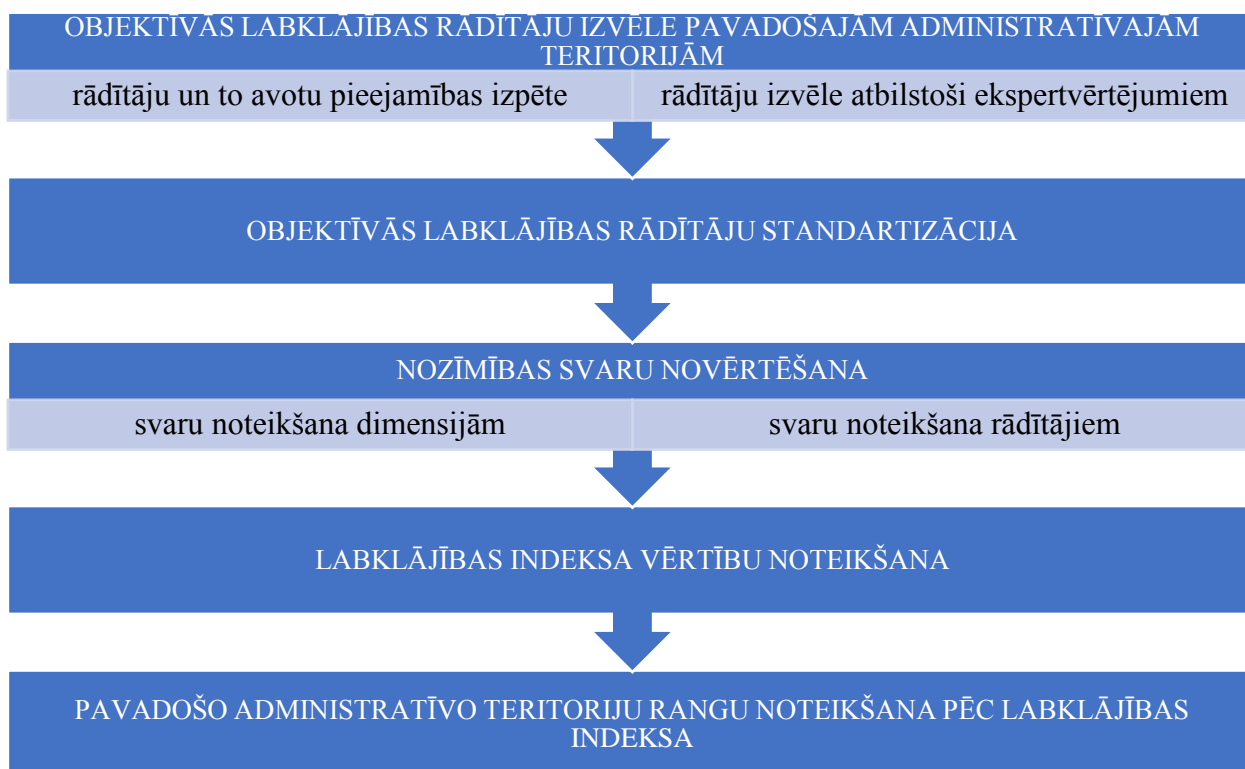 OBJEKTĪVĀS LABKLĀJĪBAS RĀDĪTĀJU IZVĒLE PAVADOŠAJĀM ADMINISTRATĪVAJĀM
TERITORIJĀM
rādītāju un to avotu pieejamības izpēte
rādītāju izvēle atbilstoši ekspertvērtējumiem
OBJEKTĪVĀS LABKLĀJĪBAS RĀDĪTĀJU STANDARTIZĀCIJA
NOZĪMĪBAS SVARU NOVĒRTĒŠANA
svaru noteikšana dimensijām
svaru noteikšana rādītājiem
LABKLĀJĪBAS INDEKSA VĒRTĪBU NOTEIKŠANA
PAVADOŠO ADMINISTRATĪVO TERITORIJU RANGU NOTEIKŠANA PĒC LABKLĀJĪBAS
INDEKSA